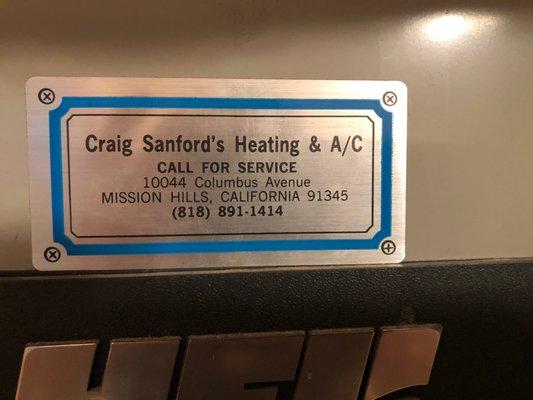 Craig Sanford's Heating & A/C
CALL FOR SERVICE
10044 Columbus Avenue
MISSION HILLS, CALIFORNIA 91345
(818) 891-1414